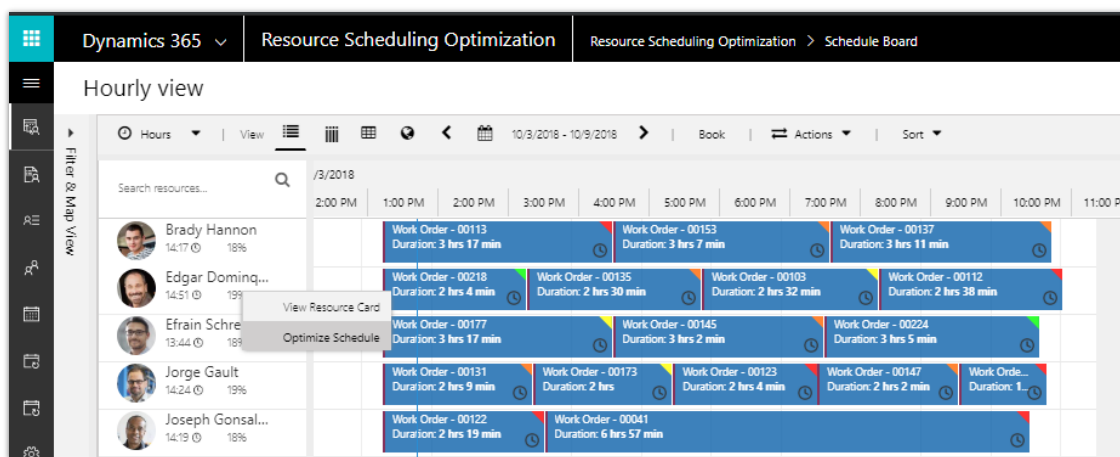 Dynamics 365
Resource Scheduling Optimization
Resource Scheduling Optimization > Schedule Board
Hourly view
Hours
View
10/3/2018 - 10/9/2018
Book
Actions
Sort
Filter & Map View
Search resources...
/3/2018
2:00 PM 1:00 PM 2:00 PM 3:00 PM 4:00 PM 5:00 PM 6:00 PM 7:00 PM 8:00 PM 9:00 PM 10:00 PM 11:00 P
Brady Hannon
14:17 18%
Work Order - 00113
Duration: 3 hrs 17 min
Work Order - 00153
Duration: 3 hrs 7 min
Work Order - 00137
Duration: 3 hrs 11 min
Edgar Doming...
14:51 19%
Work Order - 00218
Duration: 2 hrs 4 min
Work Order - 00135
Duration: 2 hrs 30 min
Work Order - 00103
Duration: 2 hrs 32 min
Work Order - 00112
Duration: 2 hrs 38 min
View Resource Card
Optimize Schedule
Efrain Schre
13:44 18%
Work Order - 00177
Duration: 3 hrs 17 min
Work Order - 00145
Duration: 3 hrs 2 min
Work Order - 00224
Duration: 3 hrs 5 min
Jorge Gault
14:24 19%
Work Order - 00131
Duration: 2 hrs 9 min
Work Order - 00173
Duration: 2 hrs
Work Order - 00123
Duration: 2 hrs 4 min
Work Order - 00147
Duration: 2 hrs 2 min
Work Orde...
Duration: 1...
Joseph Gonsal...
14:19 18%
Work Order - 00122
Duration: 2 hrs 19 min
Work Order - 00041
Duration: 6 hrs 57 min